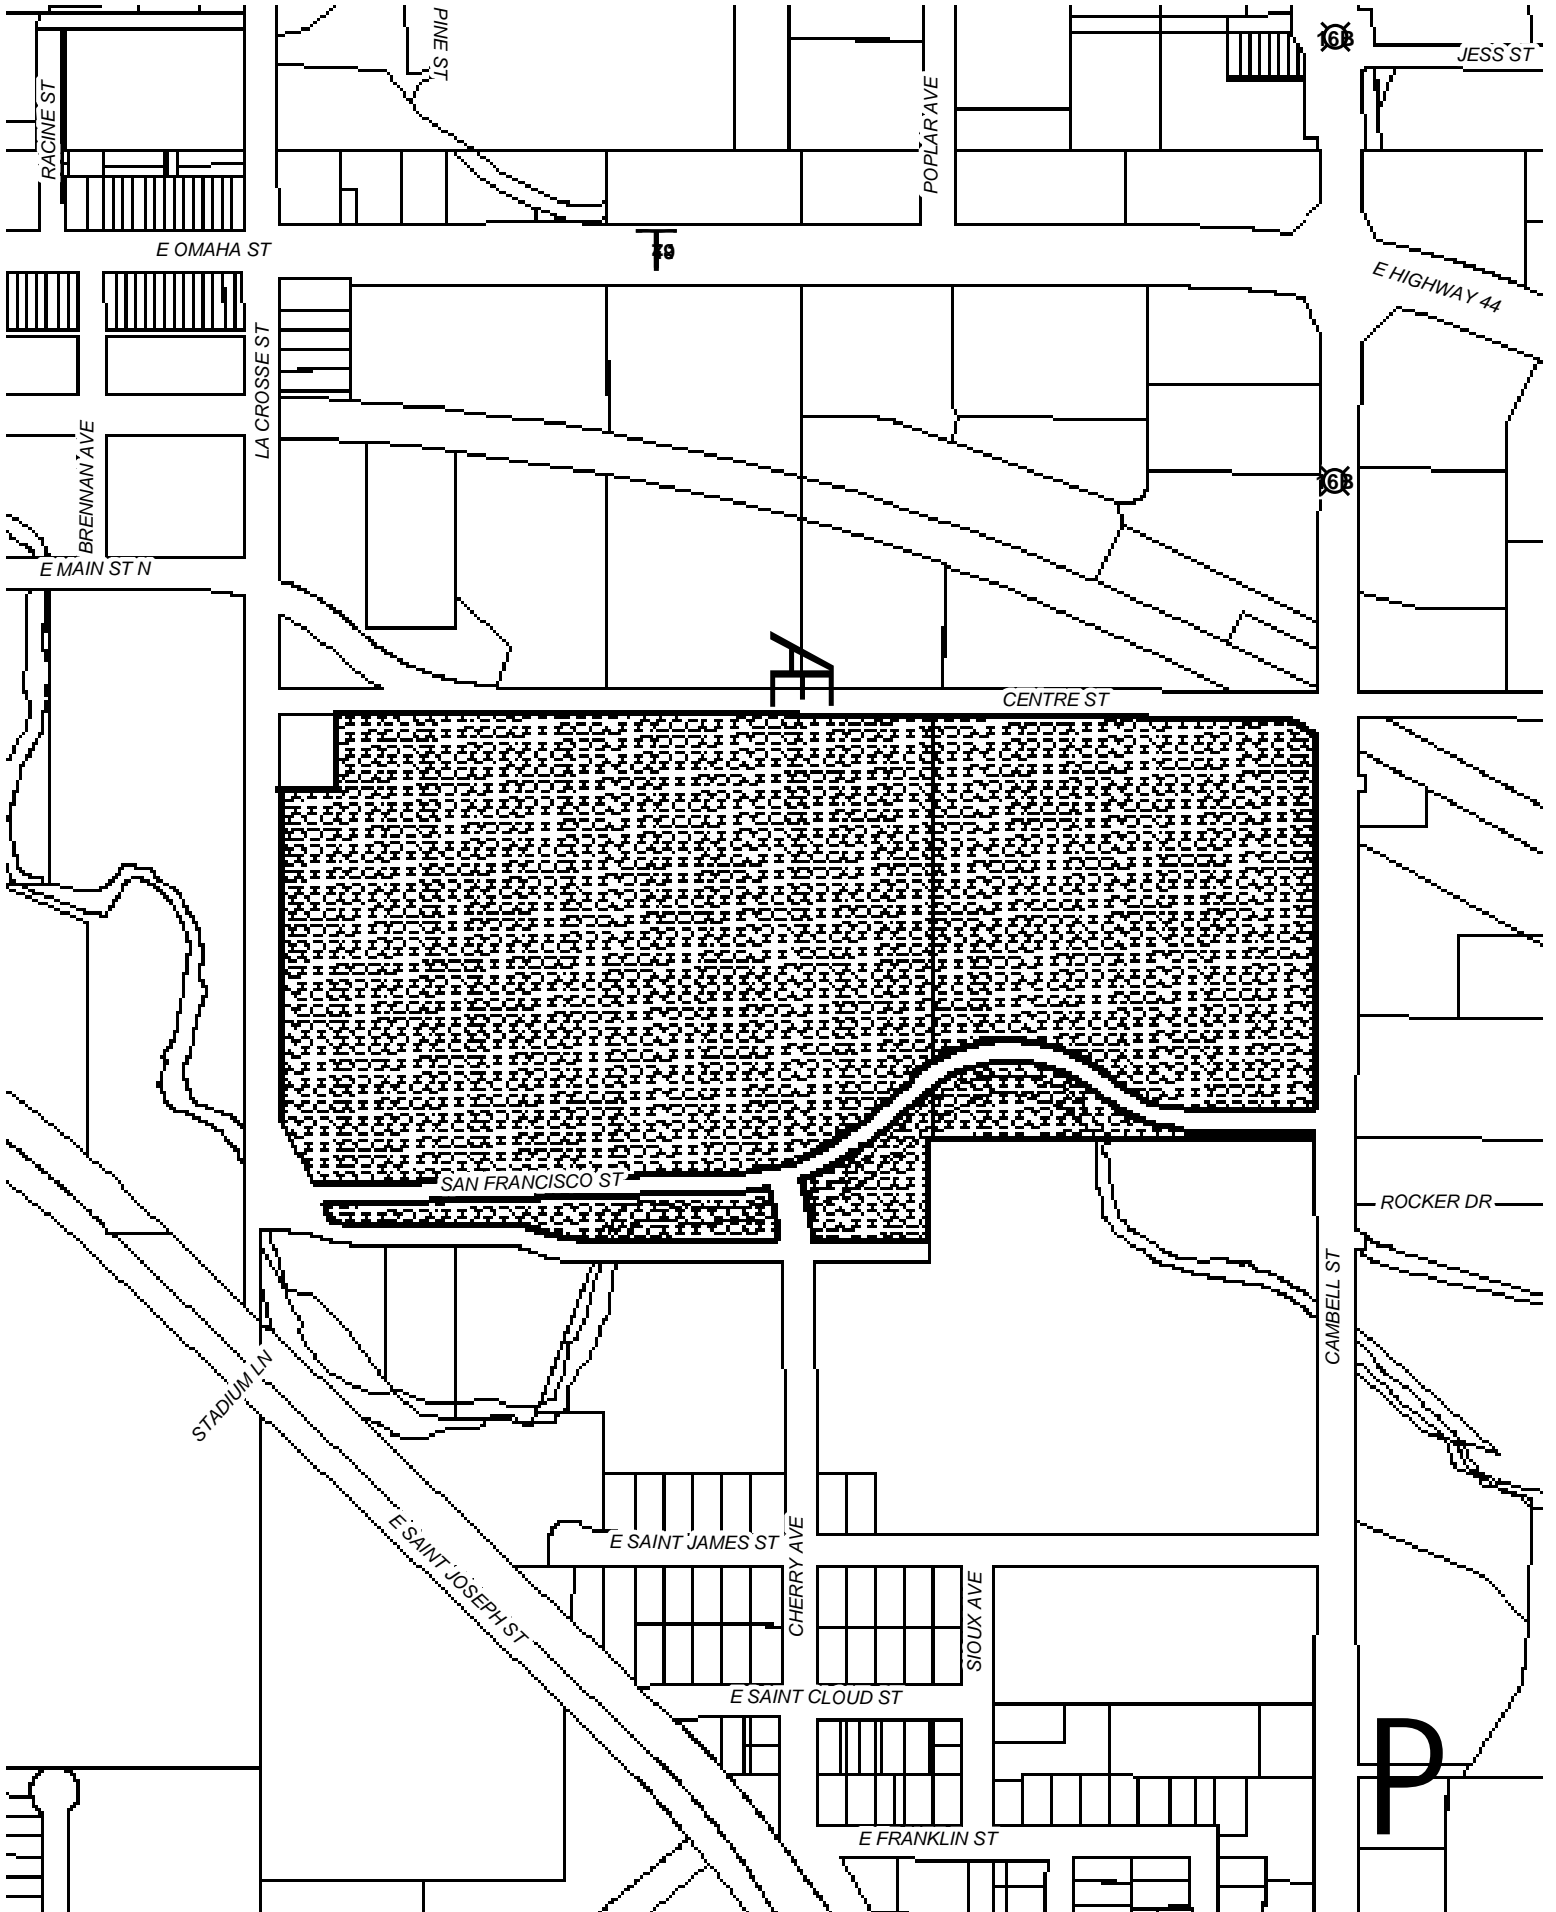 PINE ST
JESS ST
RACINE ST
POPLAR AVE
E OMAHA ST
E HIGHWAY 44
LA CROSSE ST
BRENNAN AVE
E MAIN ST N
CENTRE ST
SAN FRANCISCO ST
ROCKER DR
CAMBELL ST
STADIUM LN
E SAINT JOSEPH ST
E SAINT JAMES ST
CHERRY AVE
SIOUX AVE
E SAINT CLOUD ST
P
E FRANKLIN ST